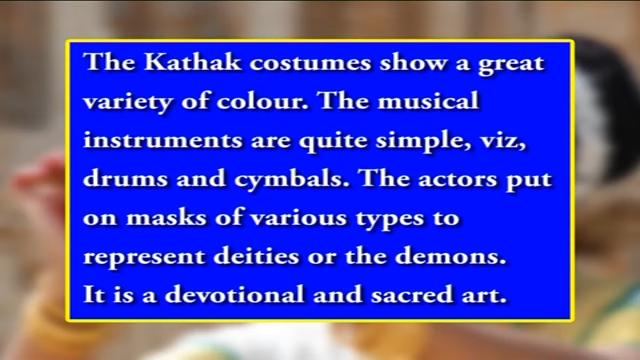 The Kathak costumes show a great
variety of colour. The musical
instruments are quite simple, viz,
drums and cymbals. The actors put
on masks of various types to
represent deities or the demons.
It is a devotional and sacred art.